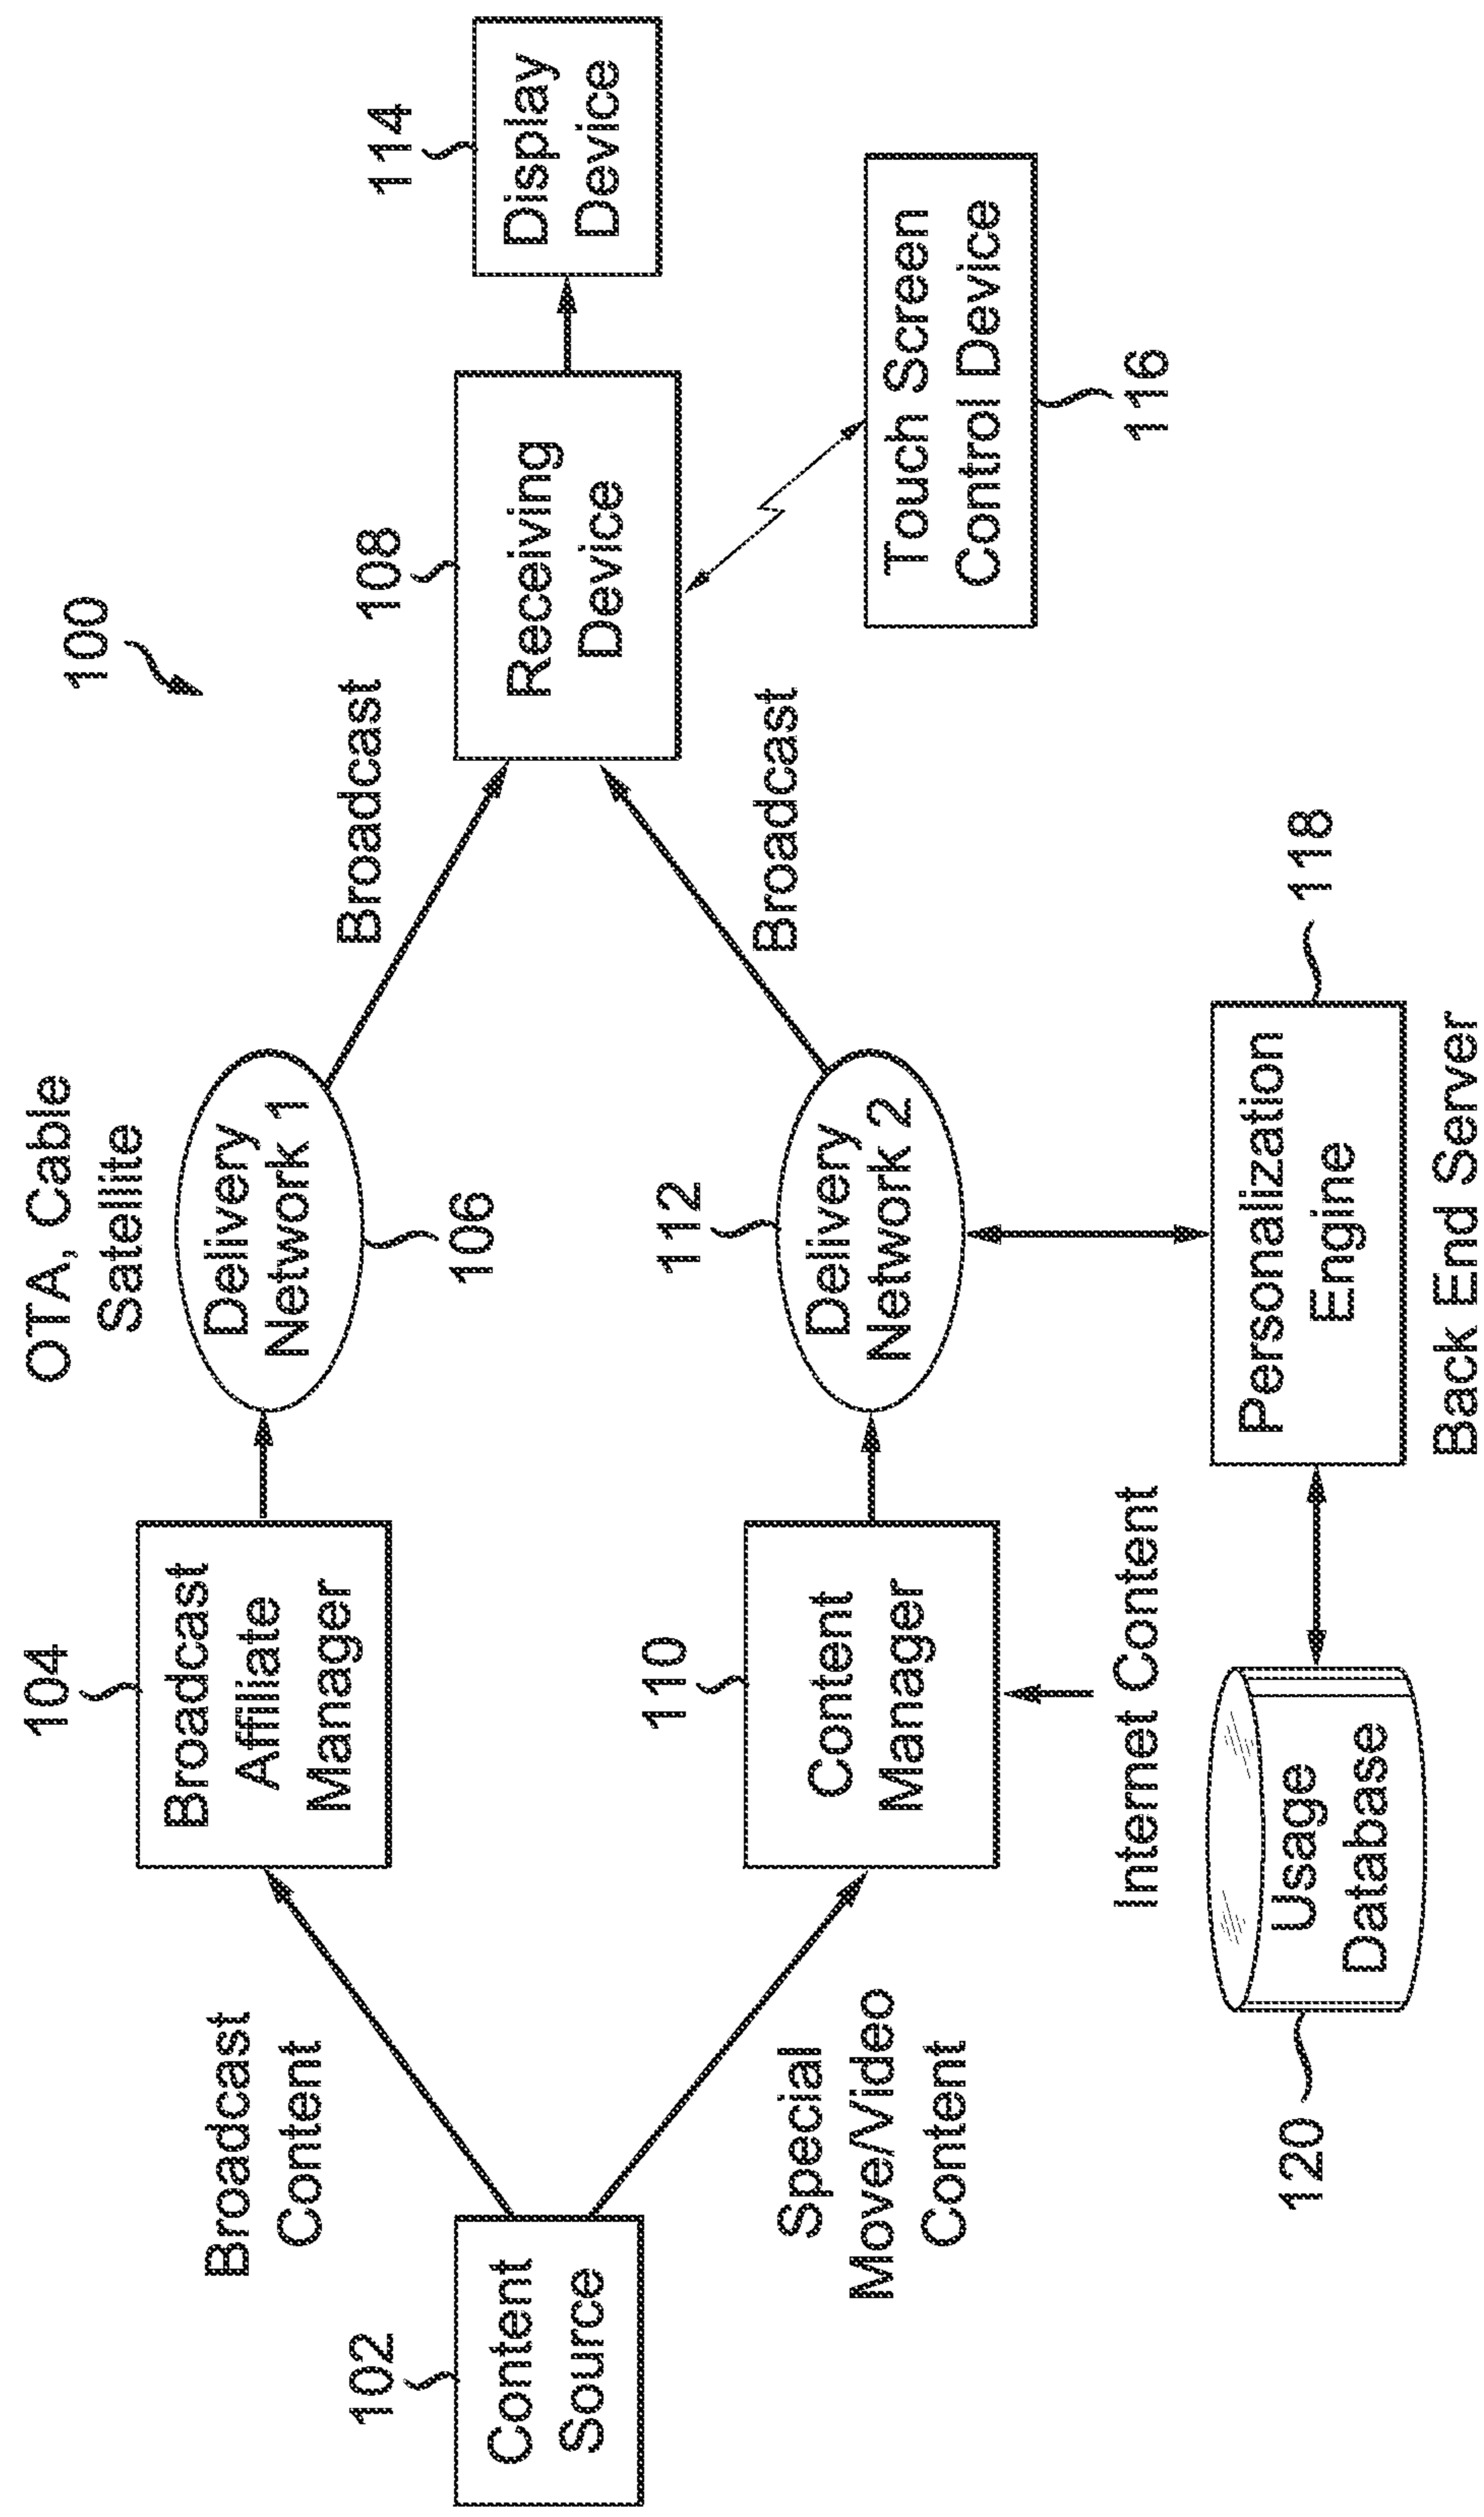 100
OTA, Cable
Satellite
104
Broadcast
Affiliate
Manager
Delivery
Network 1
106
Broadcast
Content
Broadcast
102
Content
Source
108
Receiving
Device
114
Display
Device
Special
Move/Video
Content
110
Content
Manager
112
Delivery
Network 2
Broadcast
Touch Screen
Control Device
116
Internet Content
120
Usage
Database
Personalization
Engine
118
Back End Server